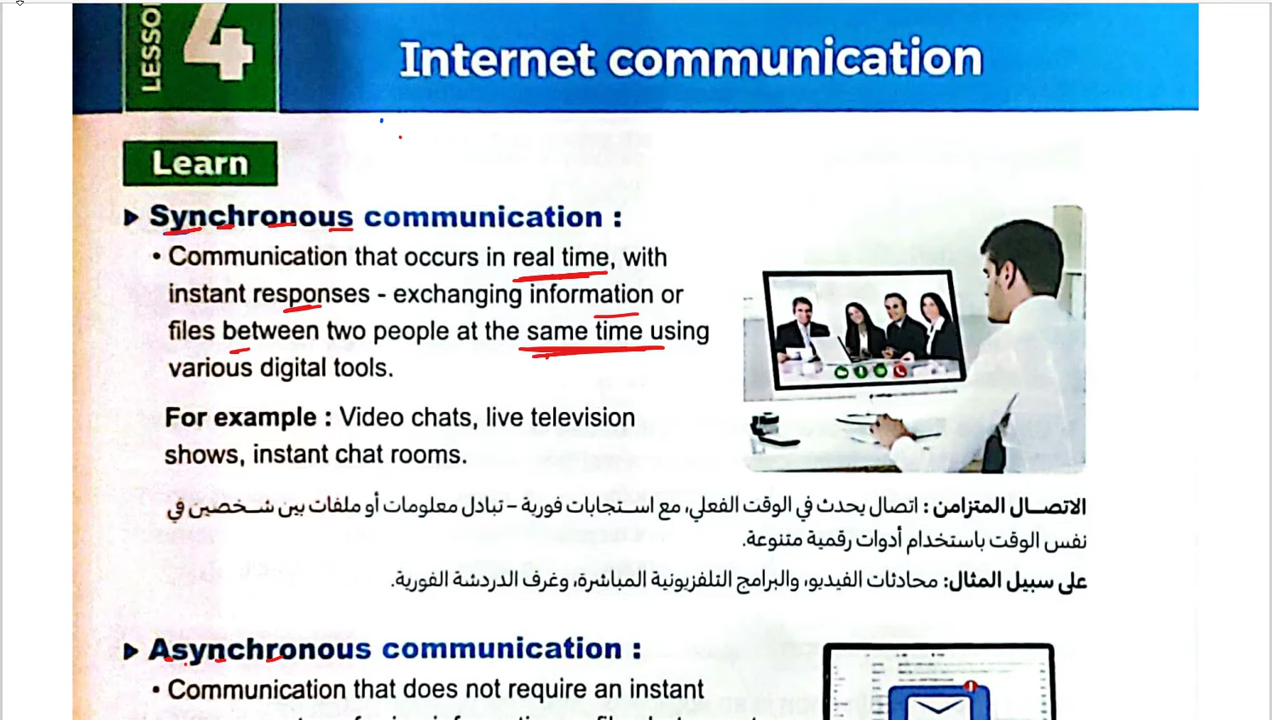 LESSON 4
Internet communication
Learn
Synchronous communication :
• Communication that occurs in real time, with
instant responses - exchanging information or
files between two people at the same time using
various digital tools.
For example : Video chats, live television
shows, instant chat rooms.
الاتصال المتزامن : اتصال يحدث في الوقت الفعلي، مع استجابات فورية – تبادل معلومات أو ملفات بين شخصين في
نفس الوقت باستخدام أدوات رقمية متنوعة.
على سبيل المثال: محادثات الفيديو، والبرامج التلفزيونية المباشرة، وغرف الدردشة الفورية.
Asynchronous communication :
• Communication that does not require an instant